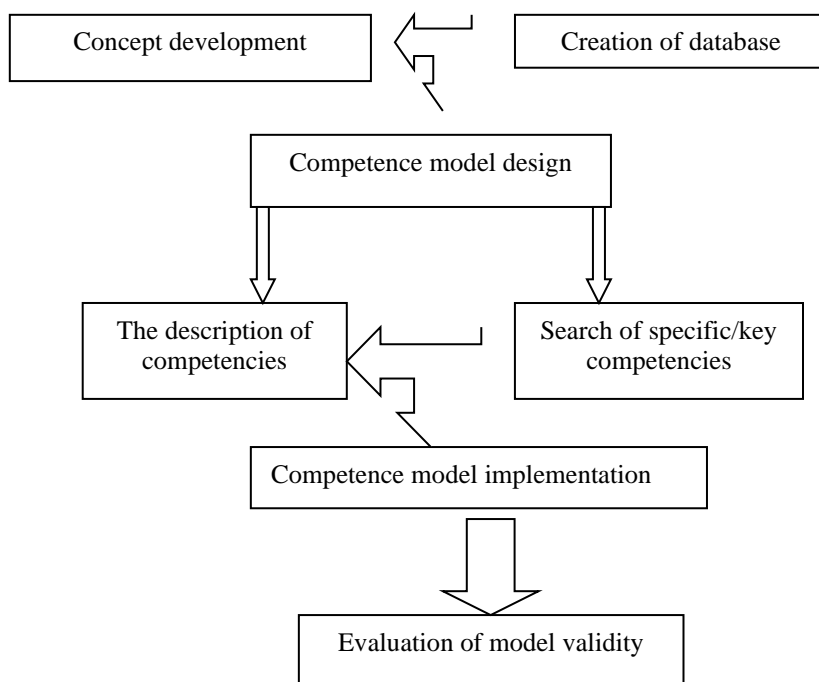 Concept development
Creation of database
Competence model design
The description of
competencies
Search of specific/key
competencies
Competence model implementation
Evaluation of model validity